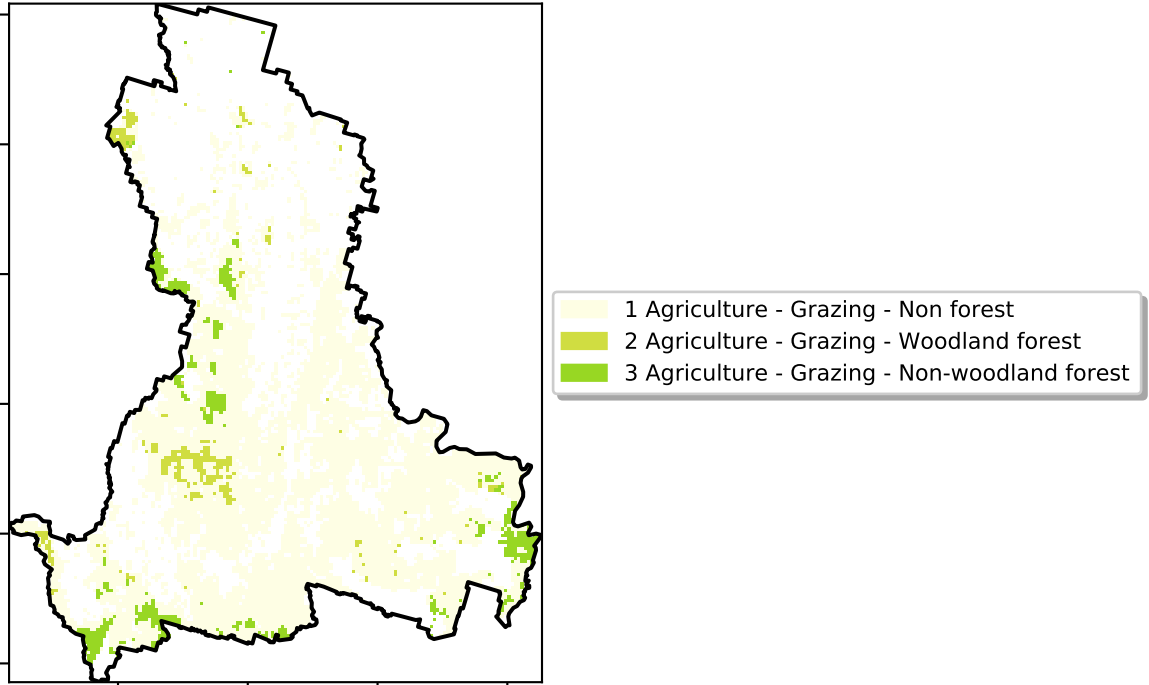 1 Agriculture - Grazing - Non forest
2 Agriculture - Grazing - Woodland forest
3 Agriculture - Grazing - Non-woodland forest